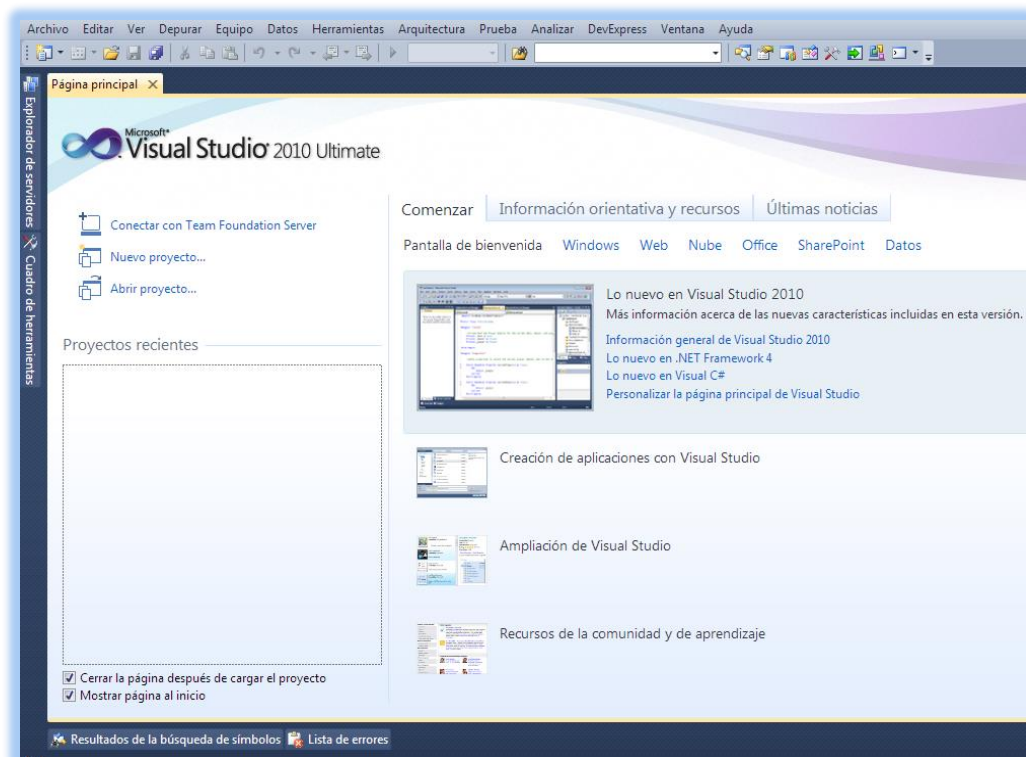 Archivo Editar Ver Depurar Equipo Datos Herramientas Arquitectura Prueba Analizar DevExpress Ventana Ayuda
Explorador de servidores
Cuadro de herramientas
Página principal
Microsoft®
Visual Studio 2010 Ultimate
Conectar con Team Foundation Server
Nuevo proyecto...
Abrir proyecto...
Proyectos recientes
Cerrar la página después de cargar el proyecto
Mostrar página al inicio
Comenzar Información orientativa y recursos Últimas noticias
Pantalla de bienvenida Windows Web Nube Office SharePoint Datos
Lo nuevo en Visual Studio 2010
Más información acerca de las nuevas características incluidas en esta versión.
Información general de Visual Studio 2010
Lo nuevo en .NET Framework 4
Lo nuevo en Visual C#
Personalizar la página principal de Visual Studio
Creación de aplicaciones con Visual Studio
Ampliación de Visual Studio
Recursos de la comunidad y de aprendizaje
Resultados de la búsqueda de símbolos Lista de errores